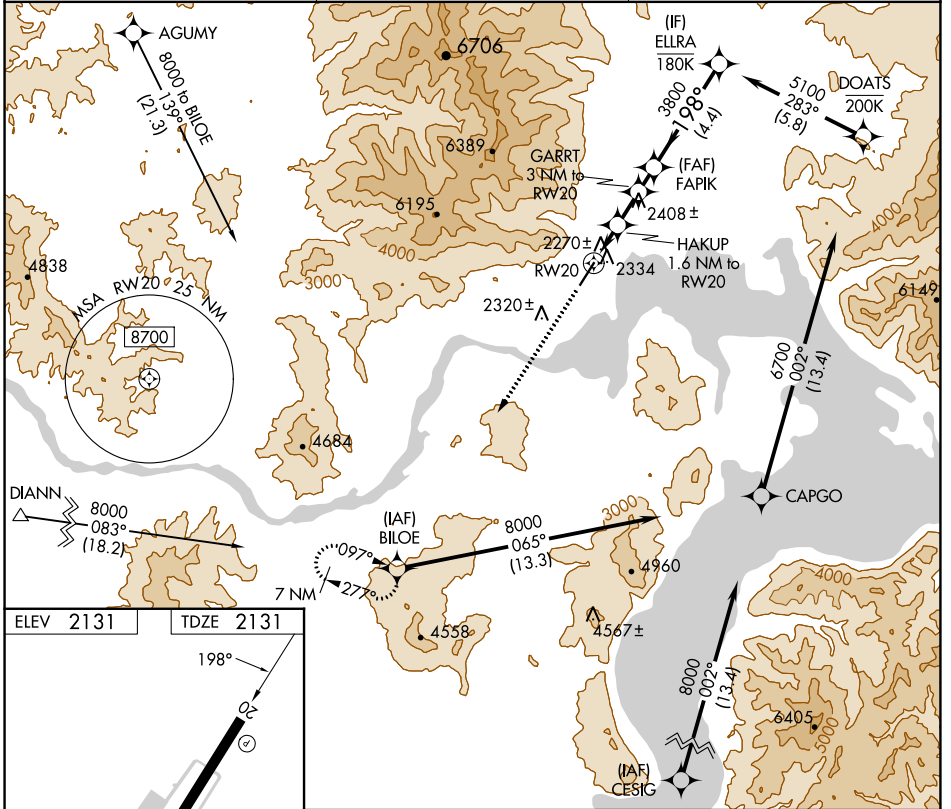 AGUMY
8000 to BILOE
139°
(21.3)
6706
(IF)
ELLRA
180K
3800
198°
(4.4)
5100
283°
(5.8)
DOATS
200K
6389
GARRT
3 NM to
RW20
(FAF)
FAPIK
6195
2408±
4000
3000
2270±
HAKUP
1.6 NM to
RW20
RW20
2334
4000
4838
MSA RW20 25 NM
8700
2320±
6149
6700
002°
(13.4)
4684
CAPGO
DIANN
8000
083°
(18.2)
(IAF)
BILOE
8000
065°
(13.3)
3000
097°
277°
7 NM
4960
4558
4567±
4000
ELEV 2131
TDZE 2131
198°
20
P
8000
002°
(13.4)
6405
5000
(IAF)
CESIG